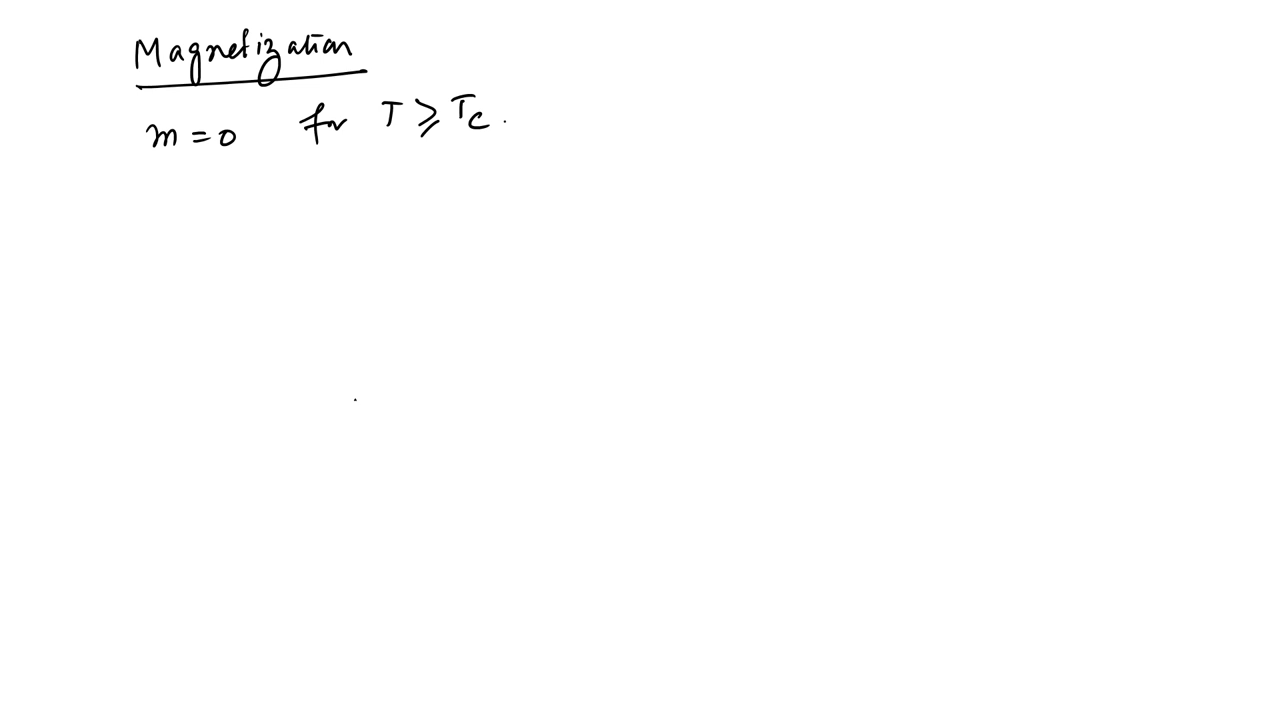 Magnetization
m = 0 for T ⩾ Tc .